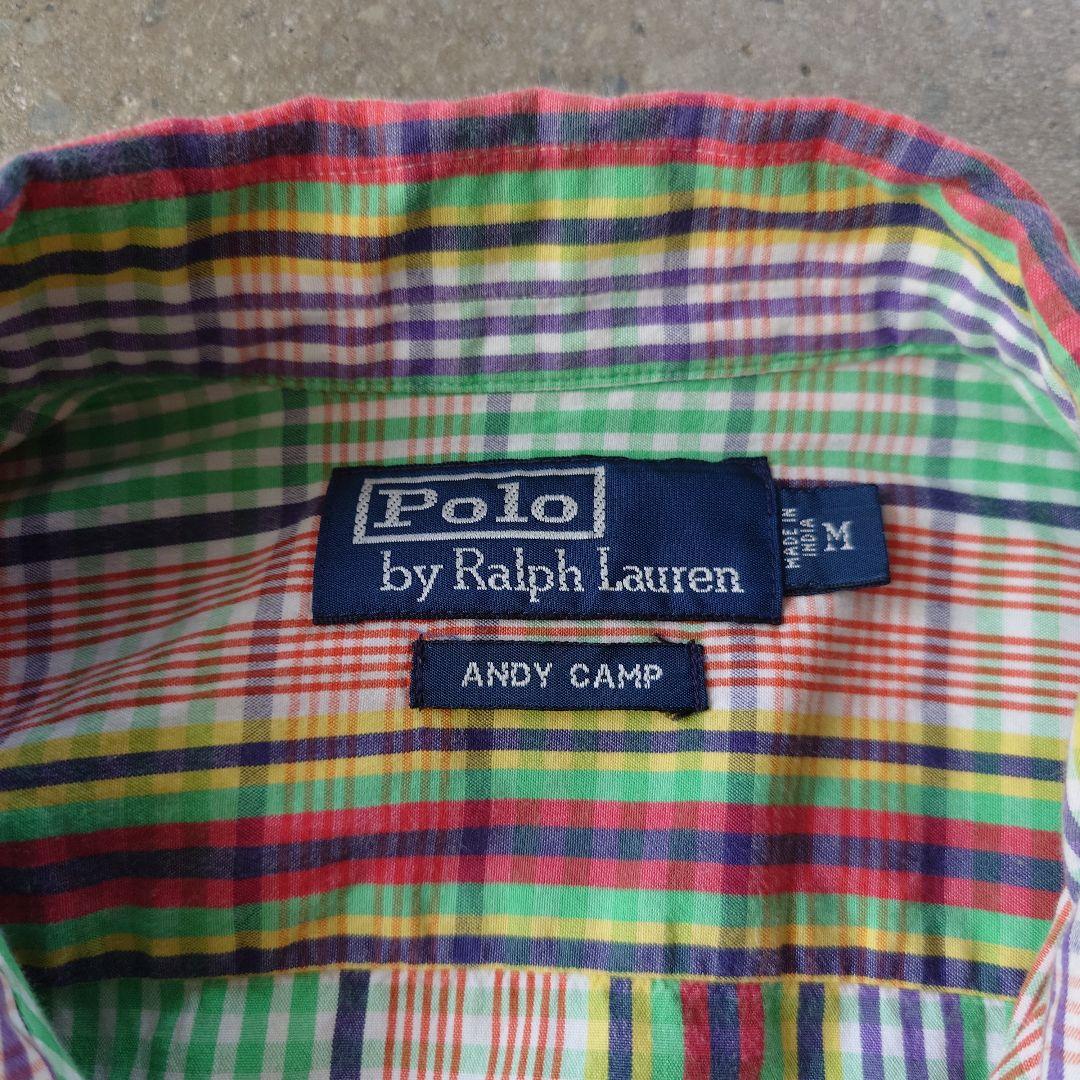 Polo
by Ralph Lauren
MADE IN
INDIA
M
ANDY CAMP